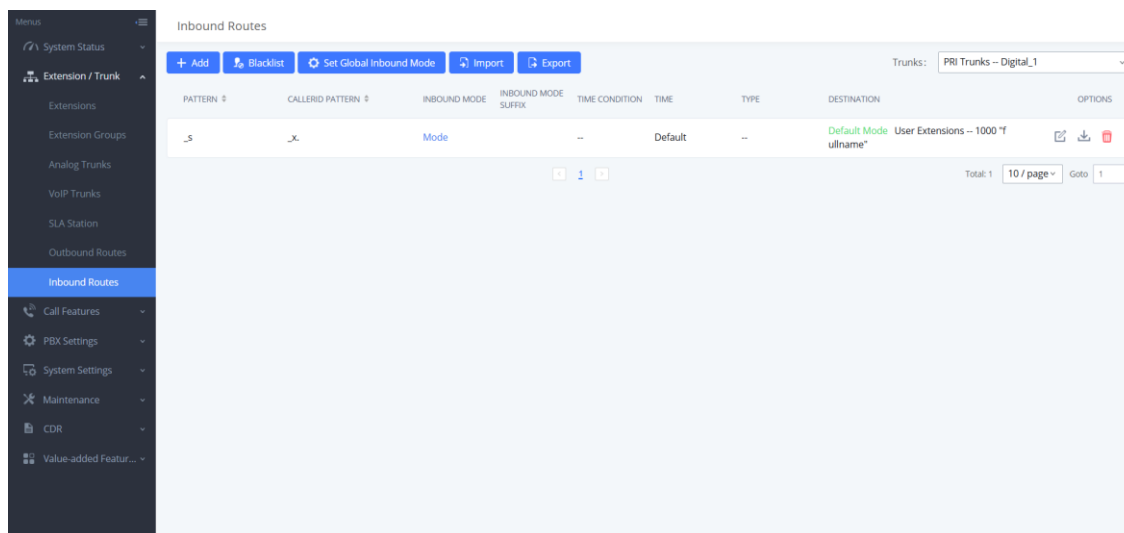 Menus
System Status
Extension / Trunk
Extensions
Extension Groups
Analog Trunks
VoIP Trunks
SLA Station
Outbound Routes
Inbound Routes
Call Features
PBX Settings
System Settings
Maintenance
CDR
Value-added Featur...
Inbound Routes
+ Add Blacklist Set Global Inbound Mode Import Export Trunks: PRI Trunks -- Digital_1
PATTERN CALLERID PATTERN INBOUND MODE INBOUND MODE SUFFIX TIME CONDITION TIME TYPE DESTINATION OPTIONS
_s _x. Mode -- Default -- Default Mode User Extensions -- 1000 "f
ullname"
< 1 > Total: 1 10 / page Goto 1